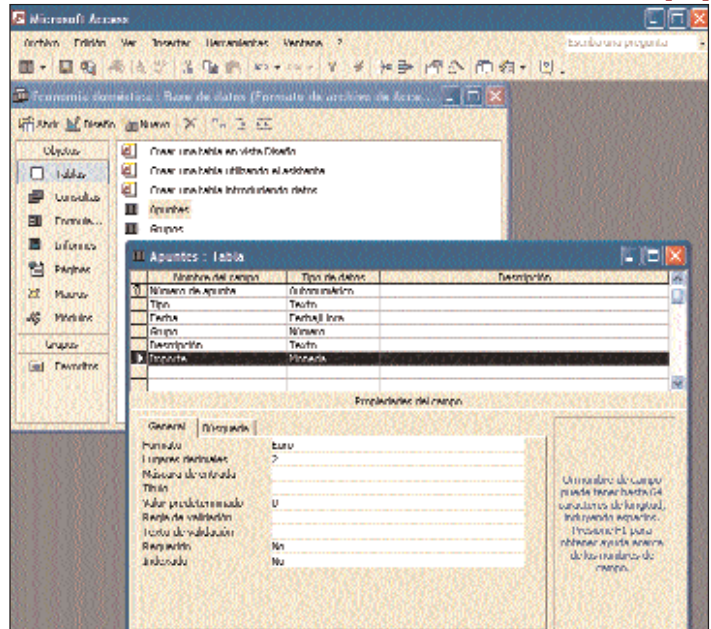 Microsoft Access
Archivo Edición Ver Insertar Herramientas Ventana ?
Escriba una pregunta
Economía doméstica : Base de datos (Formato de archivo de Acce...
Abrir Diseño Nuevo
Objetos
Tablas
Consultas
Formula...
Informes
Páginas
Macros
Módulos
Grupos
Favoritos
Crear una tabla en vista Diseño
Crear una tabla utilizando el asistente
Crear una tabla introduciendo datos
Apuntes
Grupos
Apuntes : Tabla
Nombre del campo Tipo de datos Descripción
Número de apunte Autonumérico
Tipo Texto
Fecha Fecha/Hora
Grupo Número
Descripción Texto
Importe Moneda
Propiedades del campo
General Búsqueda
Formato Euro
Lugares decimales 2
Máscara de entrada
Título
Valor predeterminado 0
Regla de validación
Texto de validación
Requerido No
Indexado No
Un nombre de campo
puede tener hasta 64
caracteres de longitud,
incluyendo espacios.
Presione F1 para
obtener ayuda acerca
de los nombres de
campo.